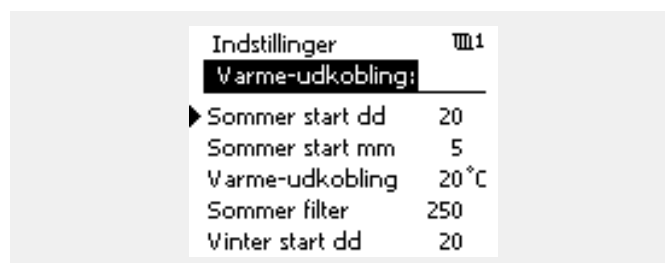 Indstillinger 1
Varme-udkobling:
Sommer start dd 20
Sommer start mm 5
Varme-udkobling 20°C
Sommer filter 250
Vinter start dd 20